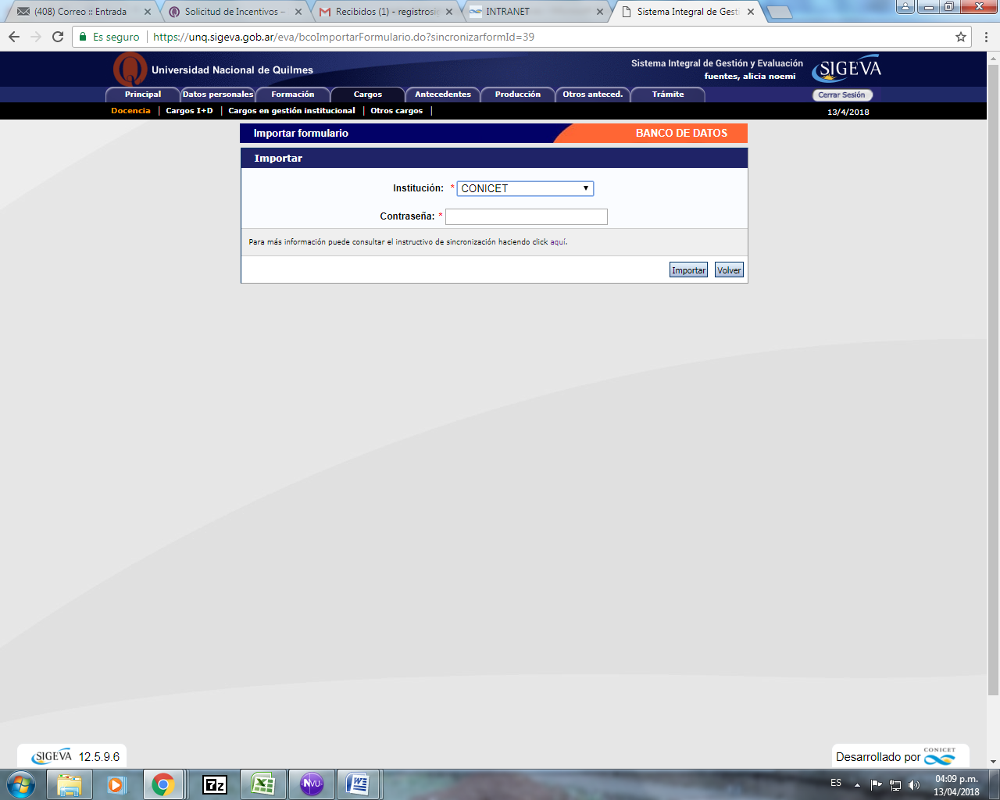 (408) Correo :: Entrada
Solicitud de Incentivos –
Recibidos (1) - registrosi
INTRANET
Sistema Integral de Gest
Es seguro
https://unq.sigeva.gob.ar/eva/bcoImportarFormulario.do?sincronizarformId=39
Universidad Nacional de Quilmes
Sistema Integral de Gestión y Evaluación
fuentes, alicia noemi
SIGEVA
Principal
Datos personales
Formación
Cargos
Antecedentes
Producción
Otros anteced.
Trámite
Cerrar Sesión
Docencia
Cargos I+D
Cargos en gestión institucional
Otros cargos
13/4/2018
Importar formulario
BANCO DE DATOS
Importar
Institución: * CONICET
Contraseña: *
Para más información puede consultar el instructivo de sincronización haciendo click aquí.
Importar
Volver
SIGEVA 12.5.9.6
Desarrollado por CONICET
7z
NVU
W
ES
04:09 p.m.
13/04/2018